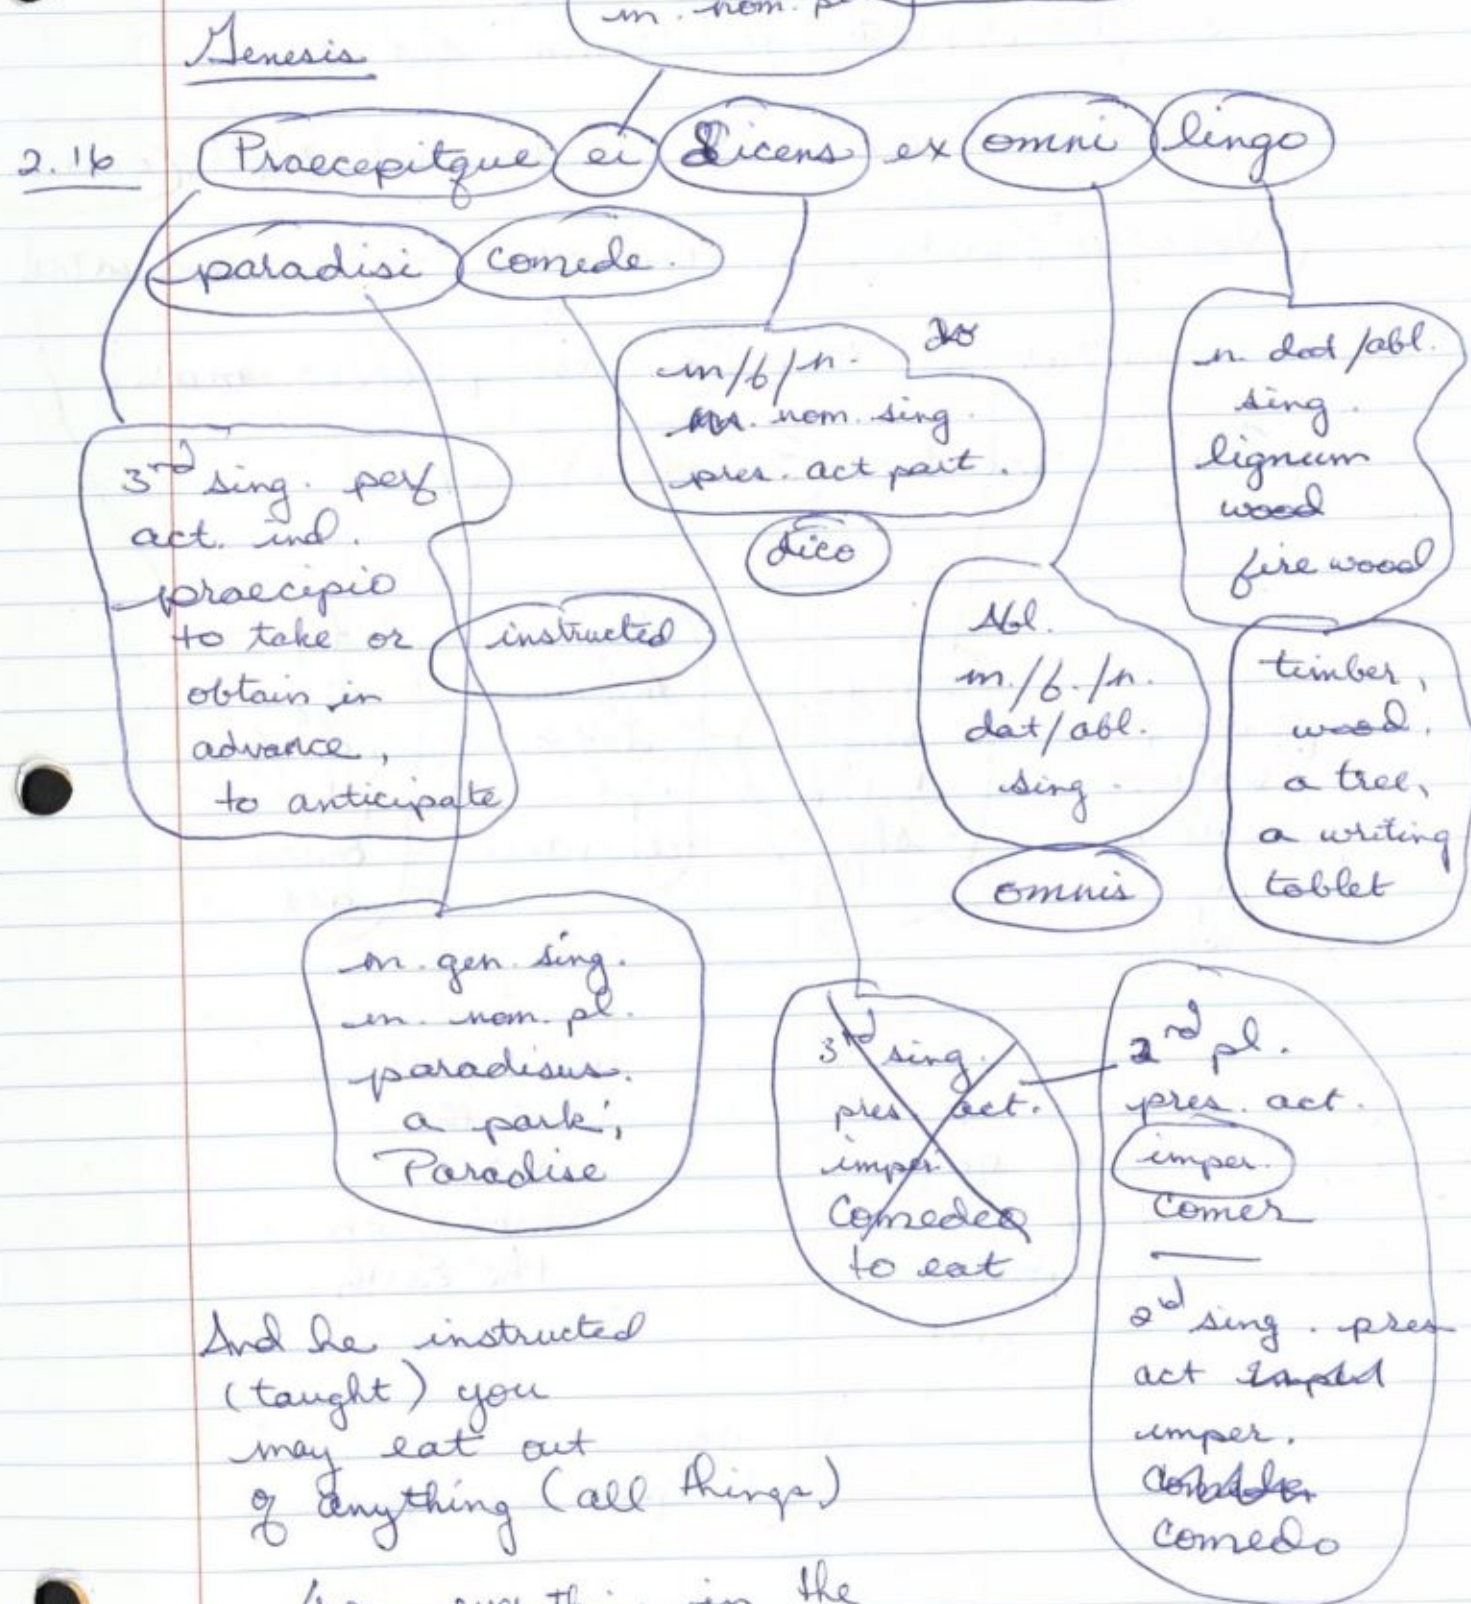 m. nom. p
Genesis
2.16 Praecepitque ei dicens ex omni lingo
paradisi comede.
3rd sing. perf
act. ind.
praecipio
to take or
obtain in
advance,
to anticipate
instructed
m/f/n.
nom. sing.
pres. act part.
dico
Abl.
m./f./n.
dat/abl.
sing.
omnis
n. dat/abl.
sing.
lignum
wood
fire wood
timber,
wood,
a tree,
a writing
tablet
m. gen. sing.
m. nom. pl.
paradisus.
a park;
Paradise
3rd sing.
pres. act.
imper.
Comedeo
to eat
2nd pl.
pres. act.
imper.
Comer
2d sing. pres
act
imper.
comedo
And he instructed
(taught) you
may eat out
of anything (all things)
in the